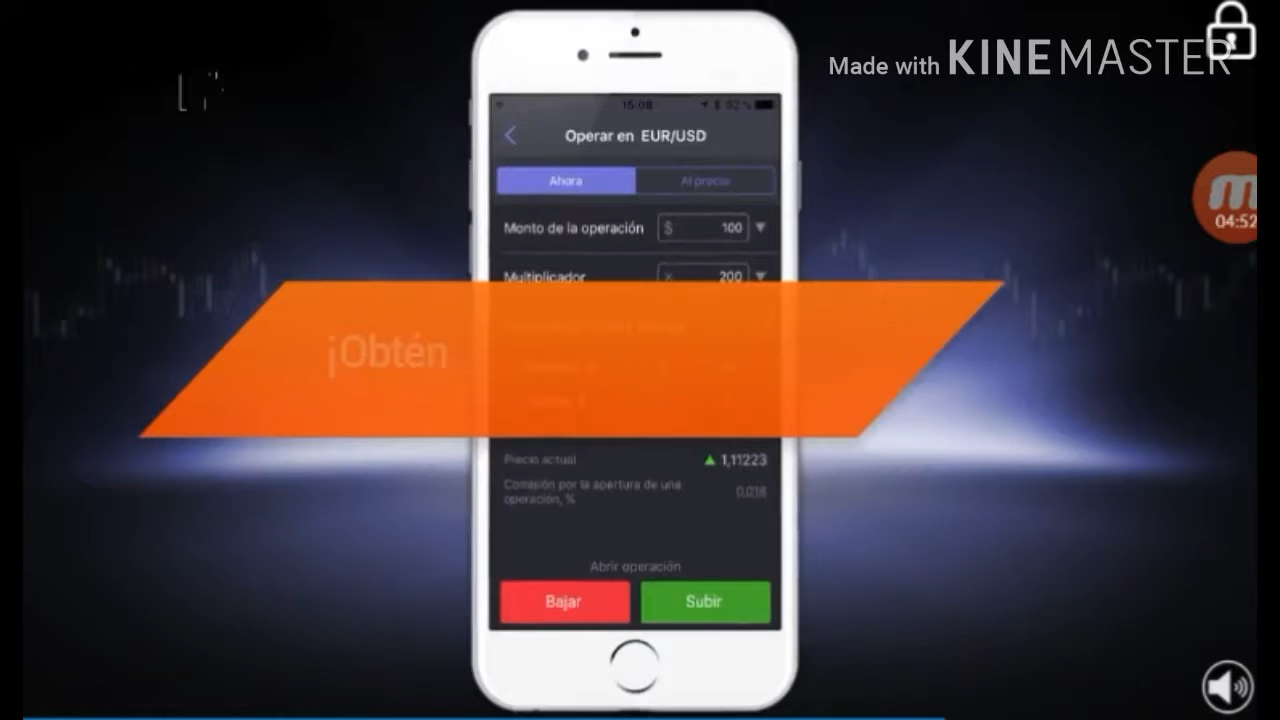 Made with KINEMASTER
15:08
92 %
Operar en EUR/USD
Ahora
Al precio
04:52
Monto de la operación $ 100
Multiplicador × 200
¡Obtén
Precio actual ▲ 1,11223
Comisión por la apertura de una
operación, % 0,018
Abrir operación
Bajar
Subir